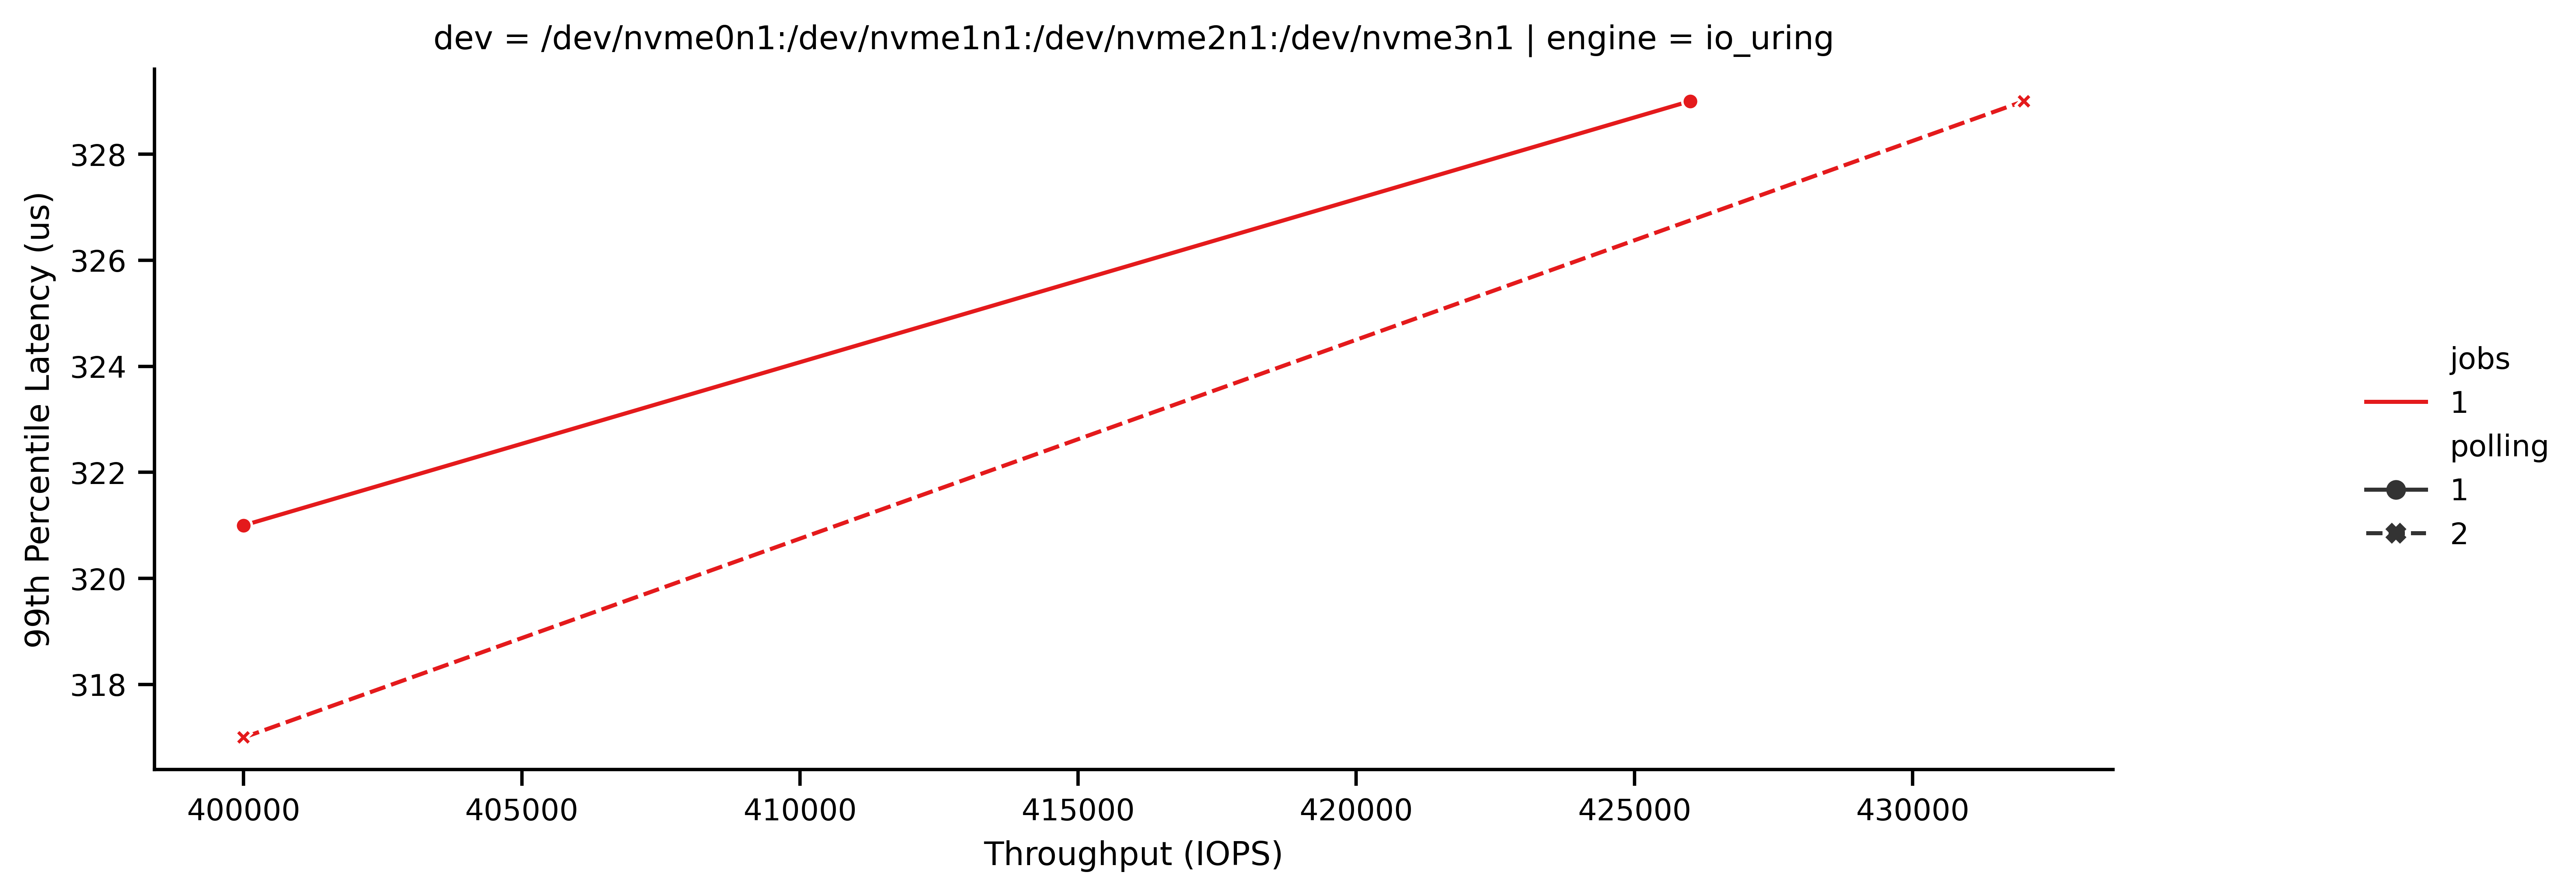 dev = /dev/nvme0n1:/dev/nvme1n1:/dev/nvme2n1:/dev/nvme3n1 | engine = io_uring
99th Percentile Latency (us)
328
326
324
322
320
318
400000 405000 410000 415000 420000 425000 430000
Throughput (IOPS)
jobs
1
polling
1
2